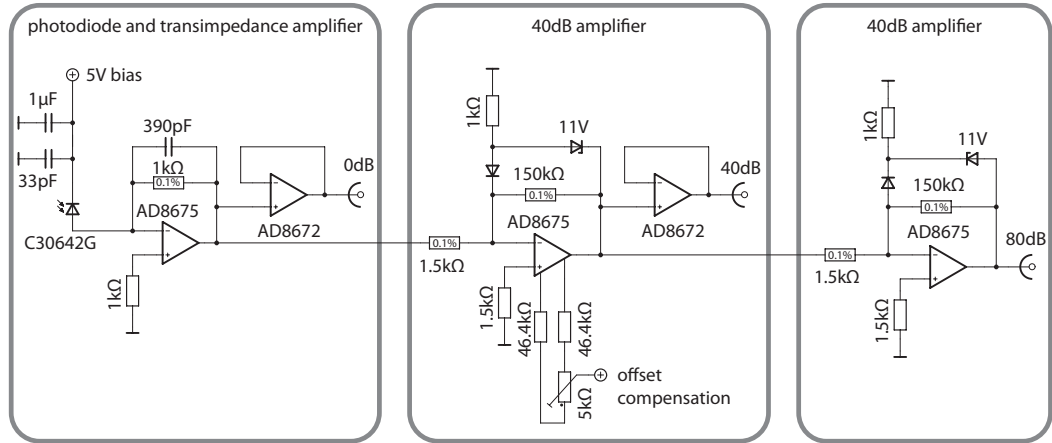 photodiode and transimpedance amplifier
5V bias
1µF
33pF
C30642G
390pF
1kΩ
0.1%
AD8675
1kΩ
AD8672
0dB
40dB amplifier
1kΩ
11V
150kΩ
0.1%
AD8675
0.1%
1.5kΩ
1.5kΩ
46.4kΩ
46.4kΩ
5kΩ
offset
compensation
AD8672
40dB
40dB amplifier
1kΩ
11V
150kΩ
0.1%
AD8675
0.1%
1.5kΩ
1.5kΩ
80dB